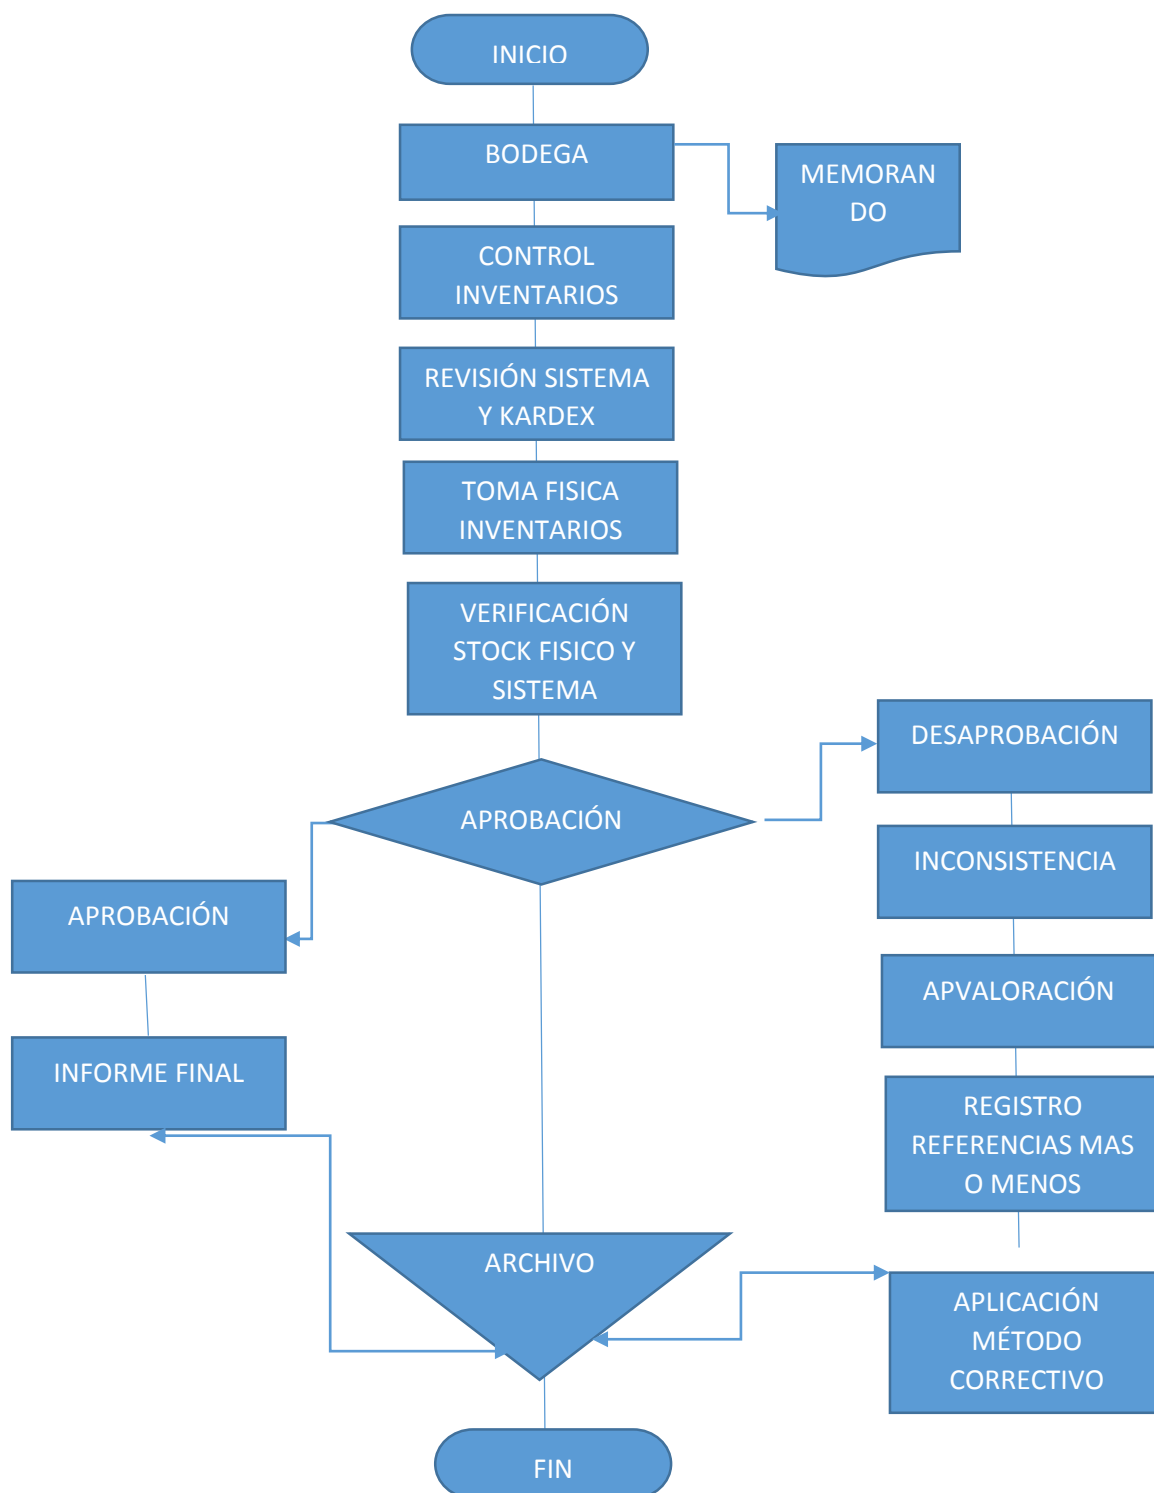 INICIO
BODEGA
MEMORAN
DO
CONTROL
INVENTARIOS
REVISIÓN SISTEMA
Y KARDEX
TOMA FISICA
INVENTARIOS
VERIFICACIÓN
STOCK FISICO Y
SISTEMA
DESAPROBACIÓN
APROBACIÓN
INCONSISTENCIA
APROBACIÓN
APVALORACIÓN
INFORME FINAL
REGISTRO
REFERENCIAS MAS
O MENOS
ARCHIVO
APLICACIÓN
MÉTODO
CORRECTIVO
FIN